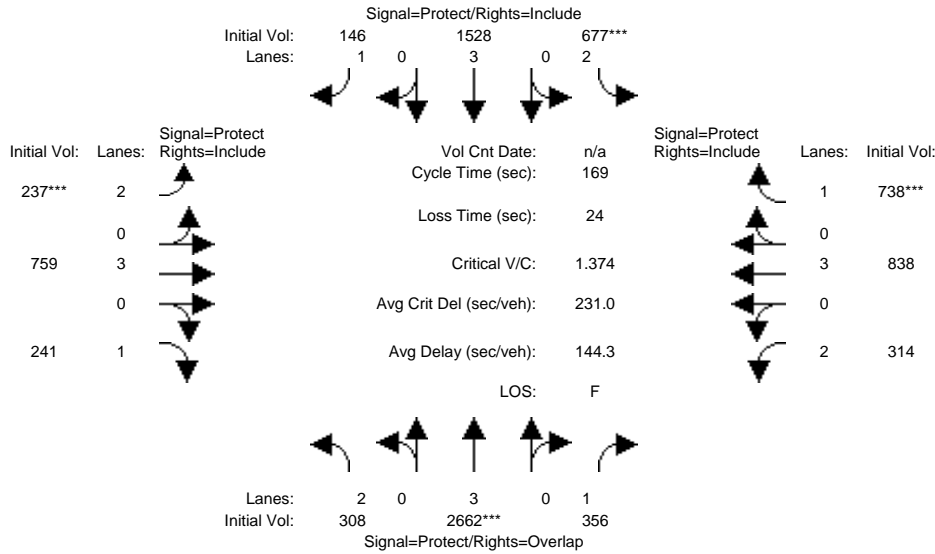 Signal=Protect/Rights=Include
Initial Vol: 146 1528 677***
Lanes: 1 0 3 0 2
Signal=Protect
Initial Vol: Lanes: Rights=Include
Vol Cnt Date: n/a
Signal=Protect
Rights=Include Lanes: Initial Vol:
Cycle Time (sec): 169
237*** 2
1 738***
Loss Time (sec): 24
0
0
759 3
Critical V/C: 1.374
3 838
0
Avg Crit Del (sec/veh): 231.0
0
241 1
Avg Delay (sec/veh): 144.3
2 314
LOS: F
Lanes: 2 0 3 0 1
Initial Vol: 308 2662*** 356
Signal=Protect/Rights=Overlap